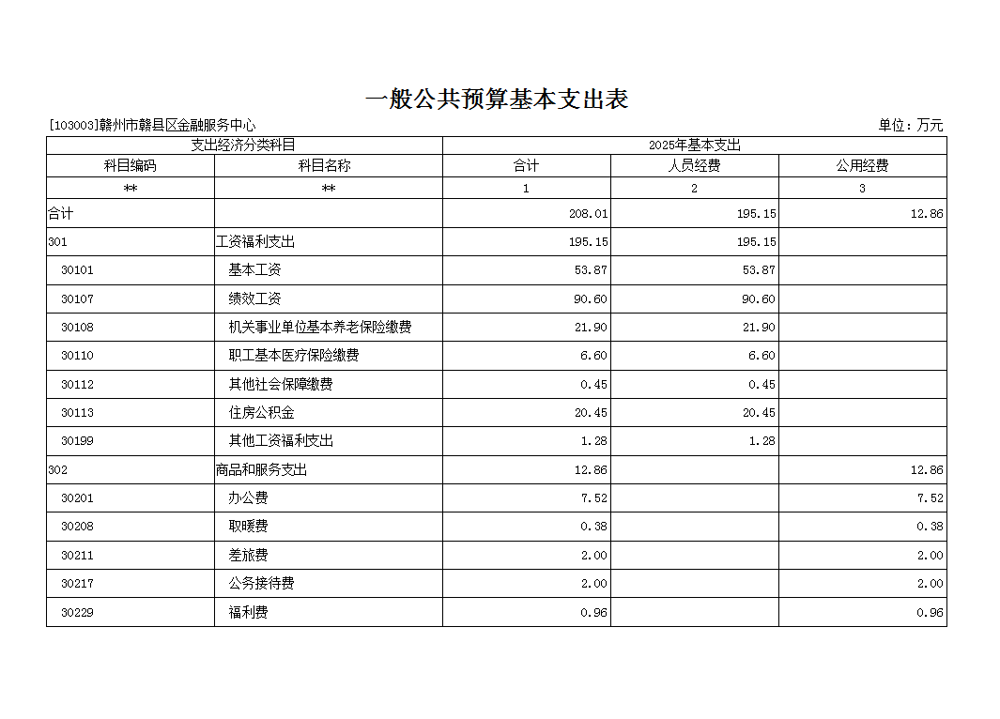 一般公共预算基本支出表
[103003]赣州市赣县区金融服务中心 单位：万元
支出经济分类科目 2025年基本支出
科目编码 科目名称 合计 人员经费 公用经费
** ** 1 2 3
合计 208.01 195.15 12.86
301 工资福利支出 195.15 195.15
30101 基本工资 53.87 53.87
30107 绩效工资 90.60 90.60
30108 机关事业单位基本养老保险缴费 21.90 21.90
30110 职工基本医疗保险缴费 6.60 6.60
30112 其他社会保障缴费 0.45 0.45
30113 住房公积金 20.45 20.45
30199 其他工资福利支出 1.28 1.28
302 商品和服务支出 12.86 12.86
30201 办公费 7.52 7.52
30208 取暖费 0.38 0.38
30211 差旅费 2.00 2.00
30217 公务接待费 2.00 2.00
30229 福利费 0.96 0.96